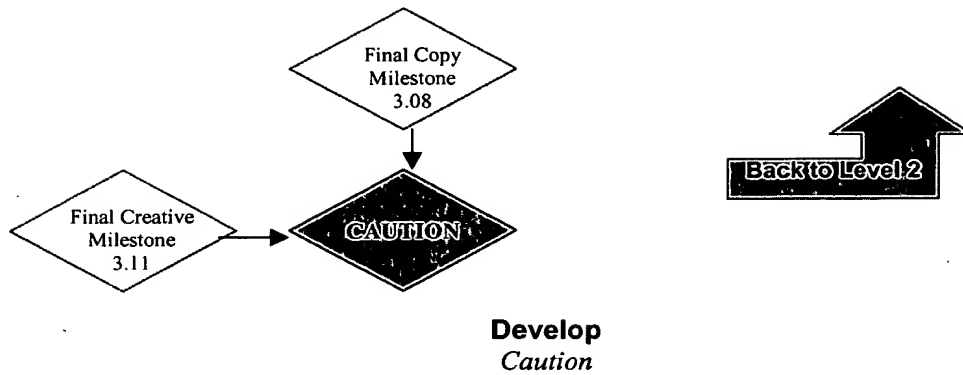 Final Copy
Milestone
3.08
Back to Level 2
Final Creative
Milestone
3.11
CAUTION
Develop
Caution